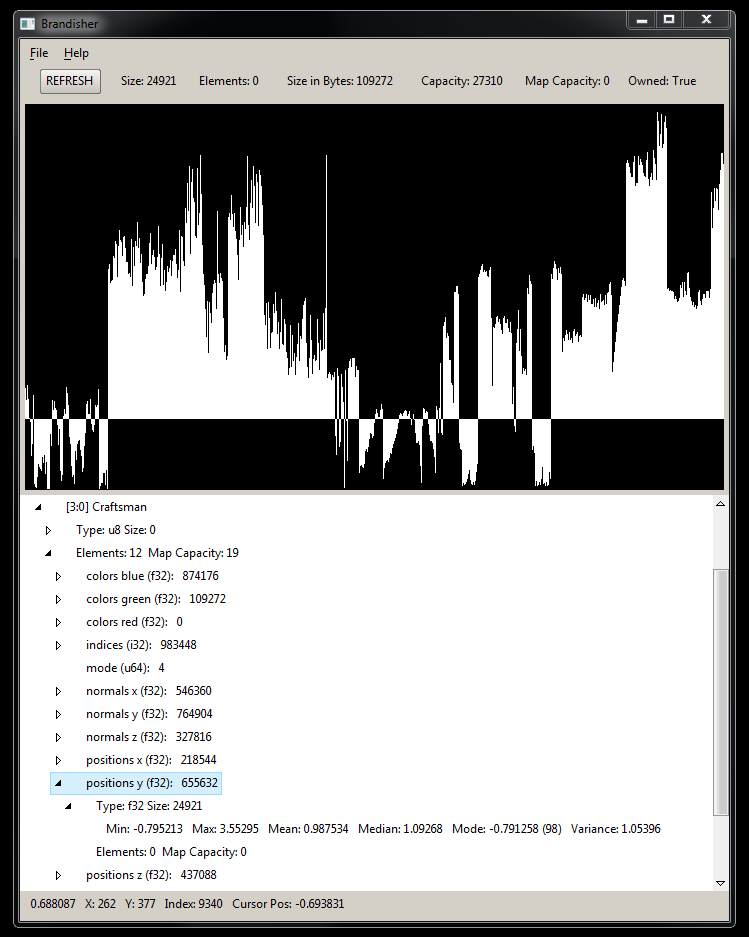 Brandisher
File Help
REFRESH Size: 24921 Elements: 0 Size in Bytes: 109272 Capacity: 27310 Map Capacity: 0 Owned: True
[3:0] Craftsman
Type: u8 Size: 0
Elements: 12 Map Capacity: 19
colors blue (f32): 874176
colors green (f32): 109272
colors red (f32): 0
indices (i32): 983448
mode (u64): 4
normals x (f32): 546360
normals y (f32): 764904
normals z (f32): 327816
positions x (f32): 218544
positions y (f32): 655632
Type: f32 Size: 24921
Min: -0.795213 Max: 3.55295 Mean: 0.987534 Median: 1.09268 Mode: -0.791258 (98) Variance: 1.05396
Elements: 0 Map Capacity: 0
positions z (f32): 437088
0.688087 X: 262 Y: 377 Index: 9340 Cursor Pos: -0.693831